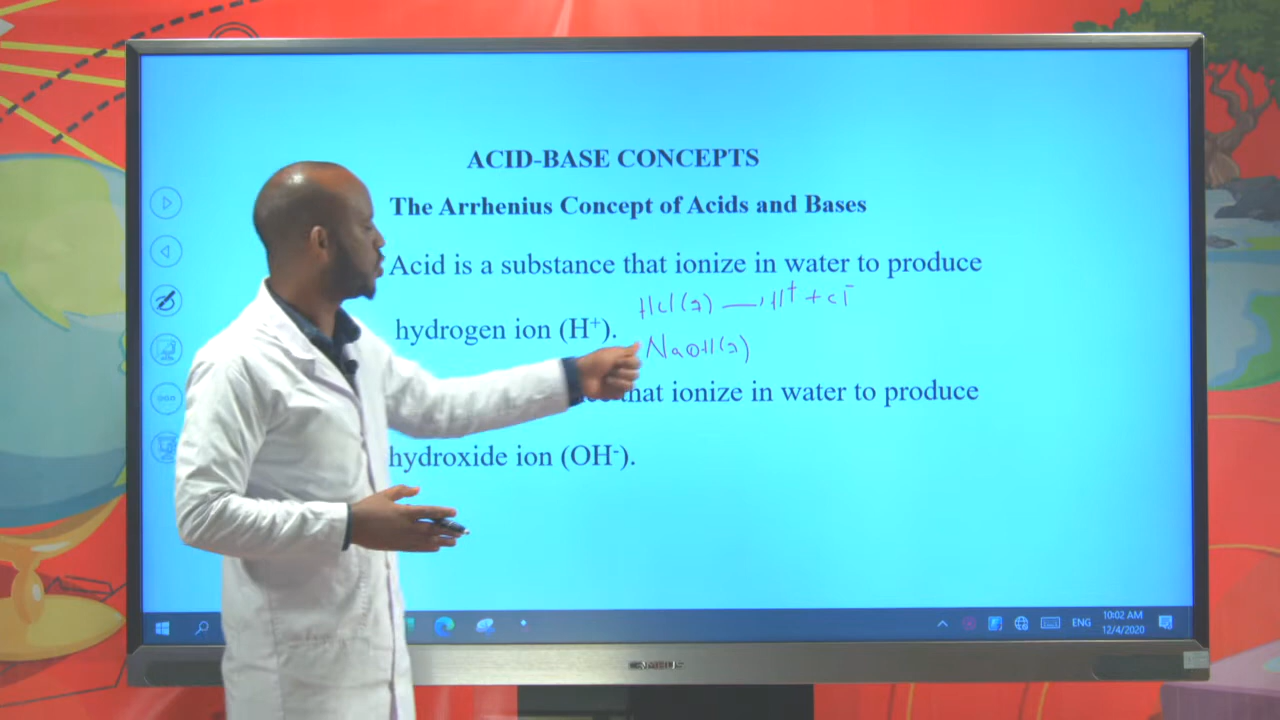 ACID-BASE CONCEPTS
The Arrhenius Concept of Acids and Bases
Acid is a substance that ionize in water to produce
HCl(g) → H⁺ + Cl⁻
hydrogen ion (H⁺).
NaOH(
that ionize in water to produce
hydroxide ion (OH⁻).
ENG
10:02 AM
12/4/2020